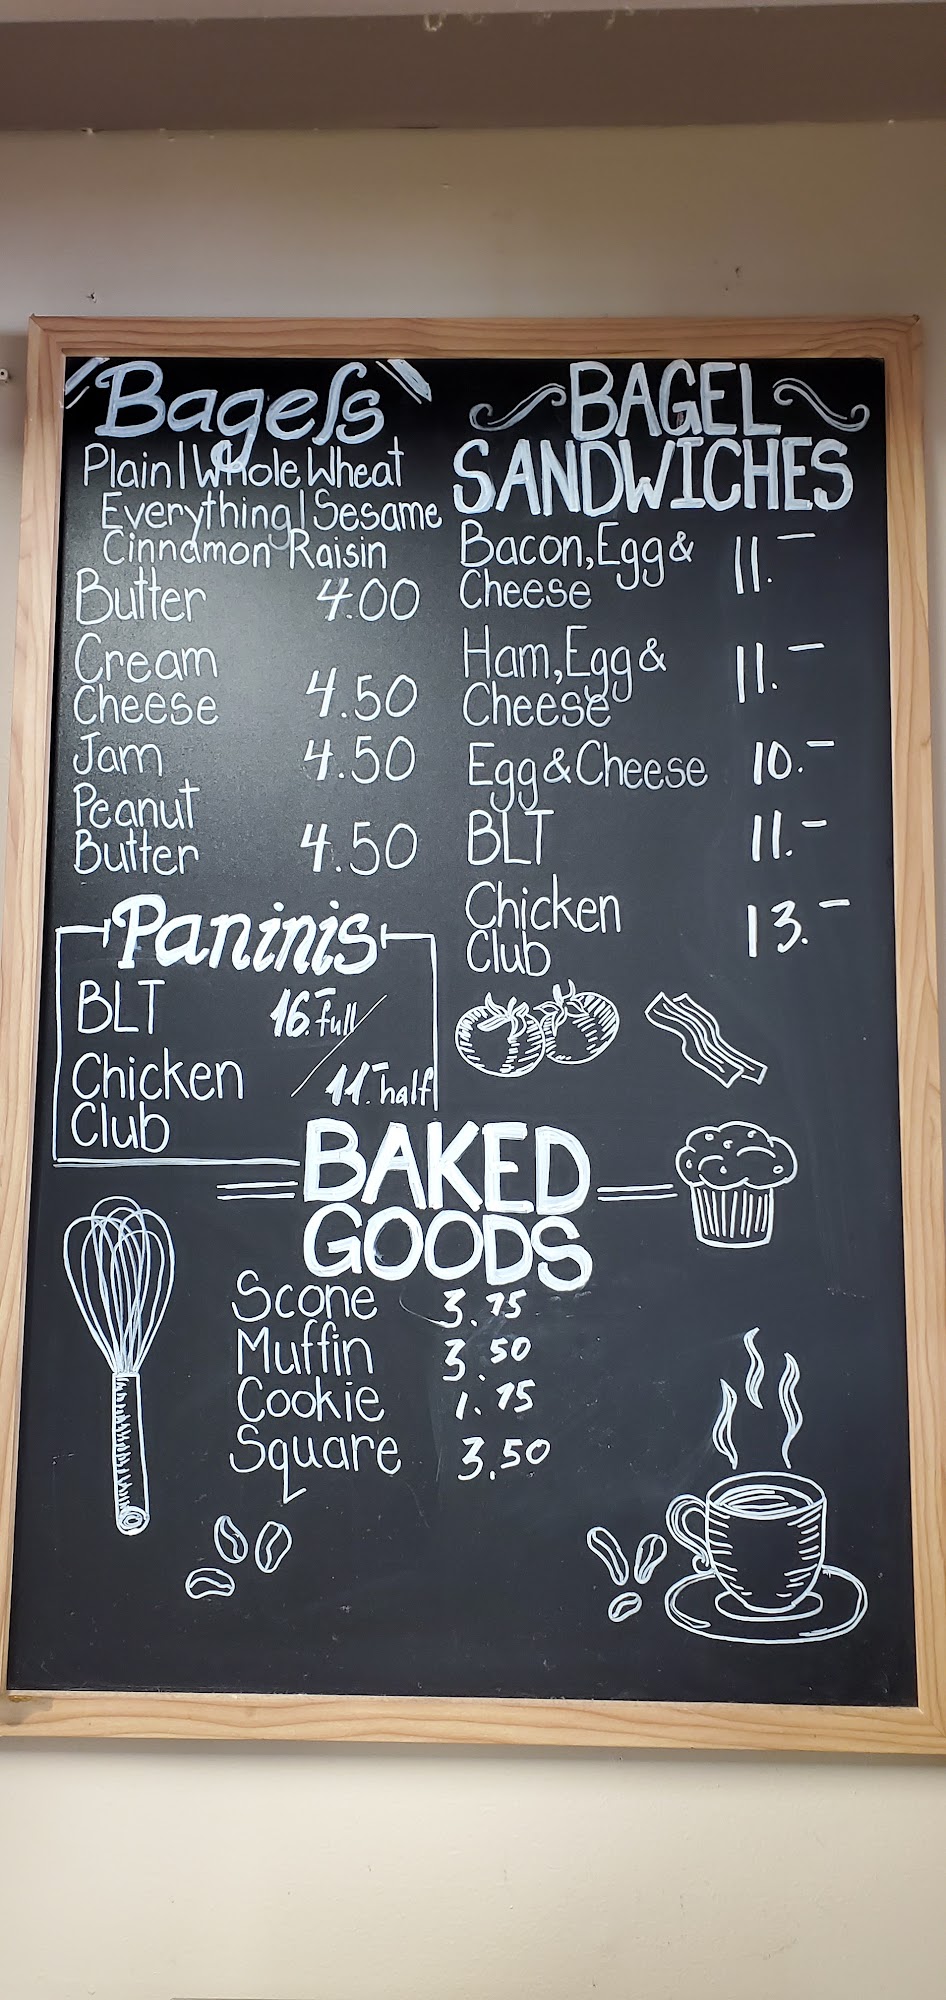 Bagels
Plain | Whole Wheat
Everything | Sesame
Cinnamon Raisin
Butter 4.00
Cream
Cheese 4.50
Jam 4.50
Peanut
Butter 4.50
Paninis
BLT 16.- full/
Chicken 11.- half
Club
BAGEL
SANDWICHES
Bacon, Egg & 11.-
Cheese
Ham, Egg & 11.-
Cheese
Egg & Cheese 10.-
BLT 11.-
Chicken 13.-
Club
BAKED
GOODS
Scone 3.75
Muffin 3.50
Cookie 1.75
Square 3.50